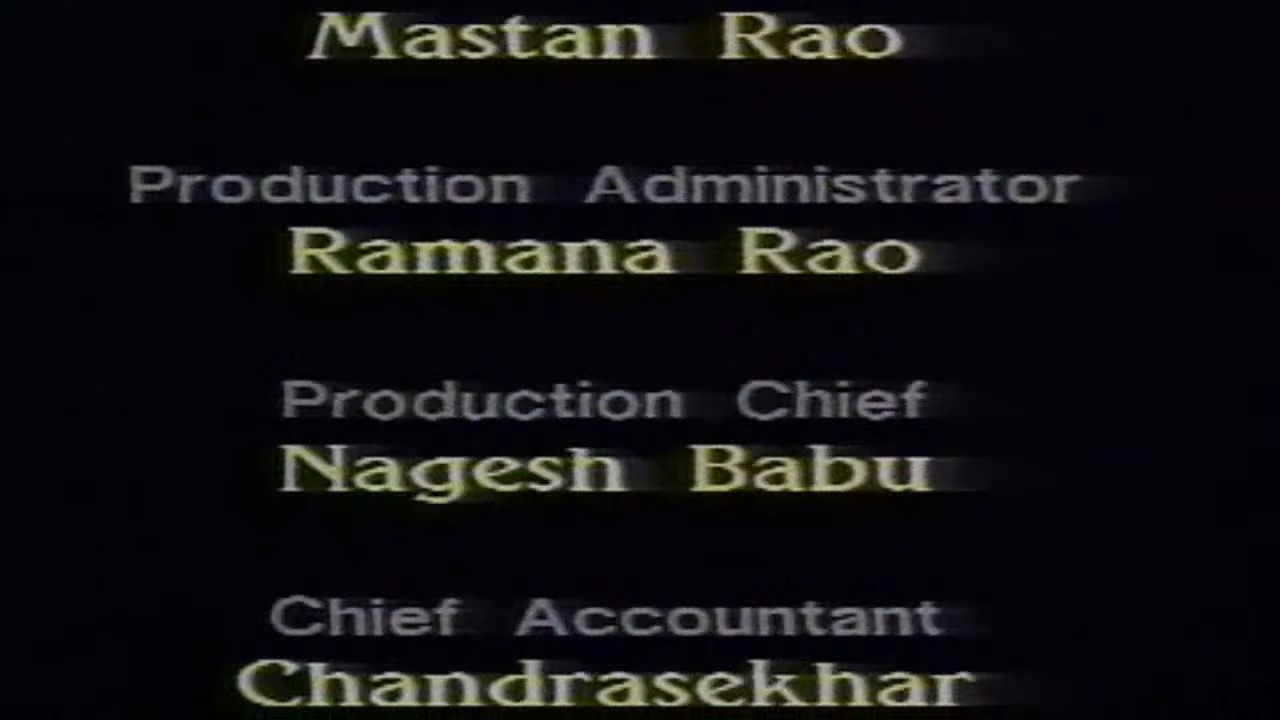 Mastan Rao
Production Administrator
Ramana Rao
Production Chief
Nagesh Babu
Chief Accountant
Chandrasekhar